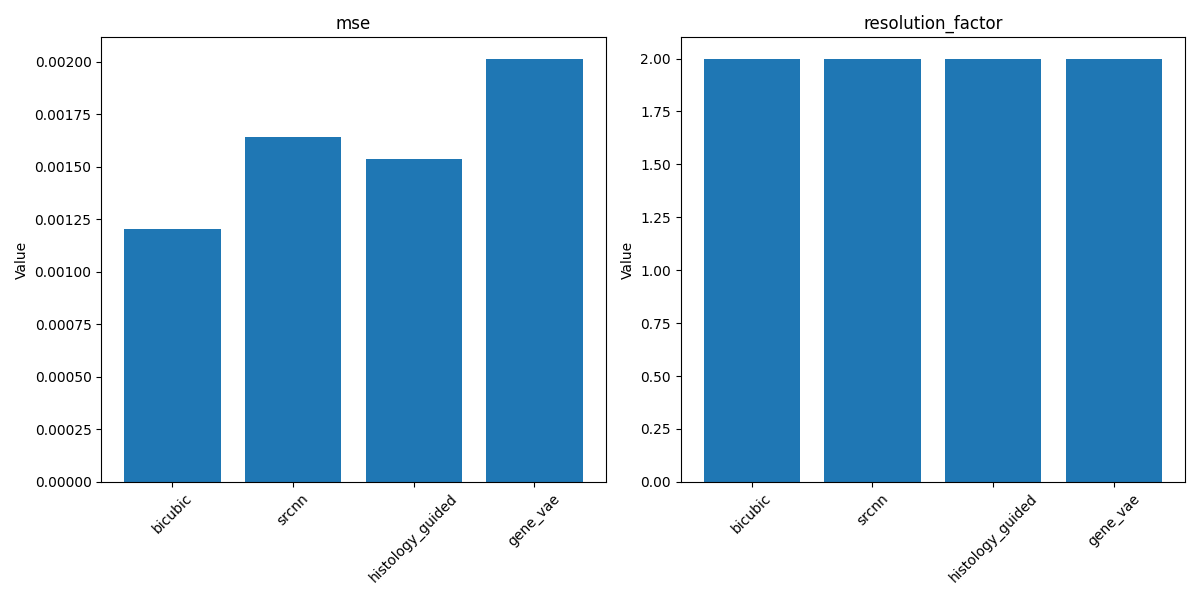 mse
Value
0.00200
0.00175
0.00150
0.00125
0.00100
0.00075
0.00050
0.00025
0.00000
bicubic
srcnn
histology_guided
gene_vae
resolution_factor
Value
2.00
1.75
1.50
1.25
1.00
0.75
0.50
0.25
0.00
bicubic
srcnn
histology_guided
gene_vae